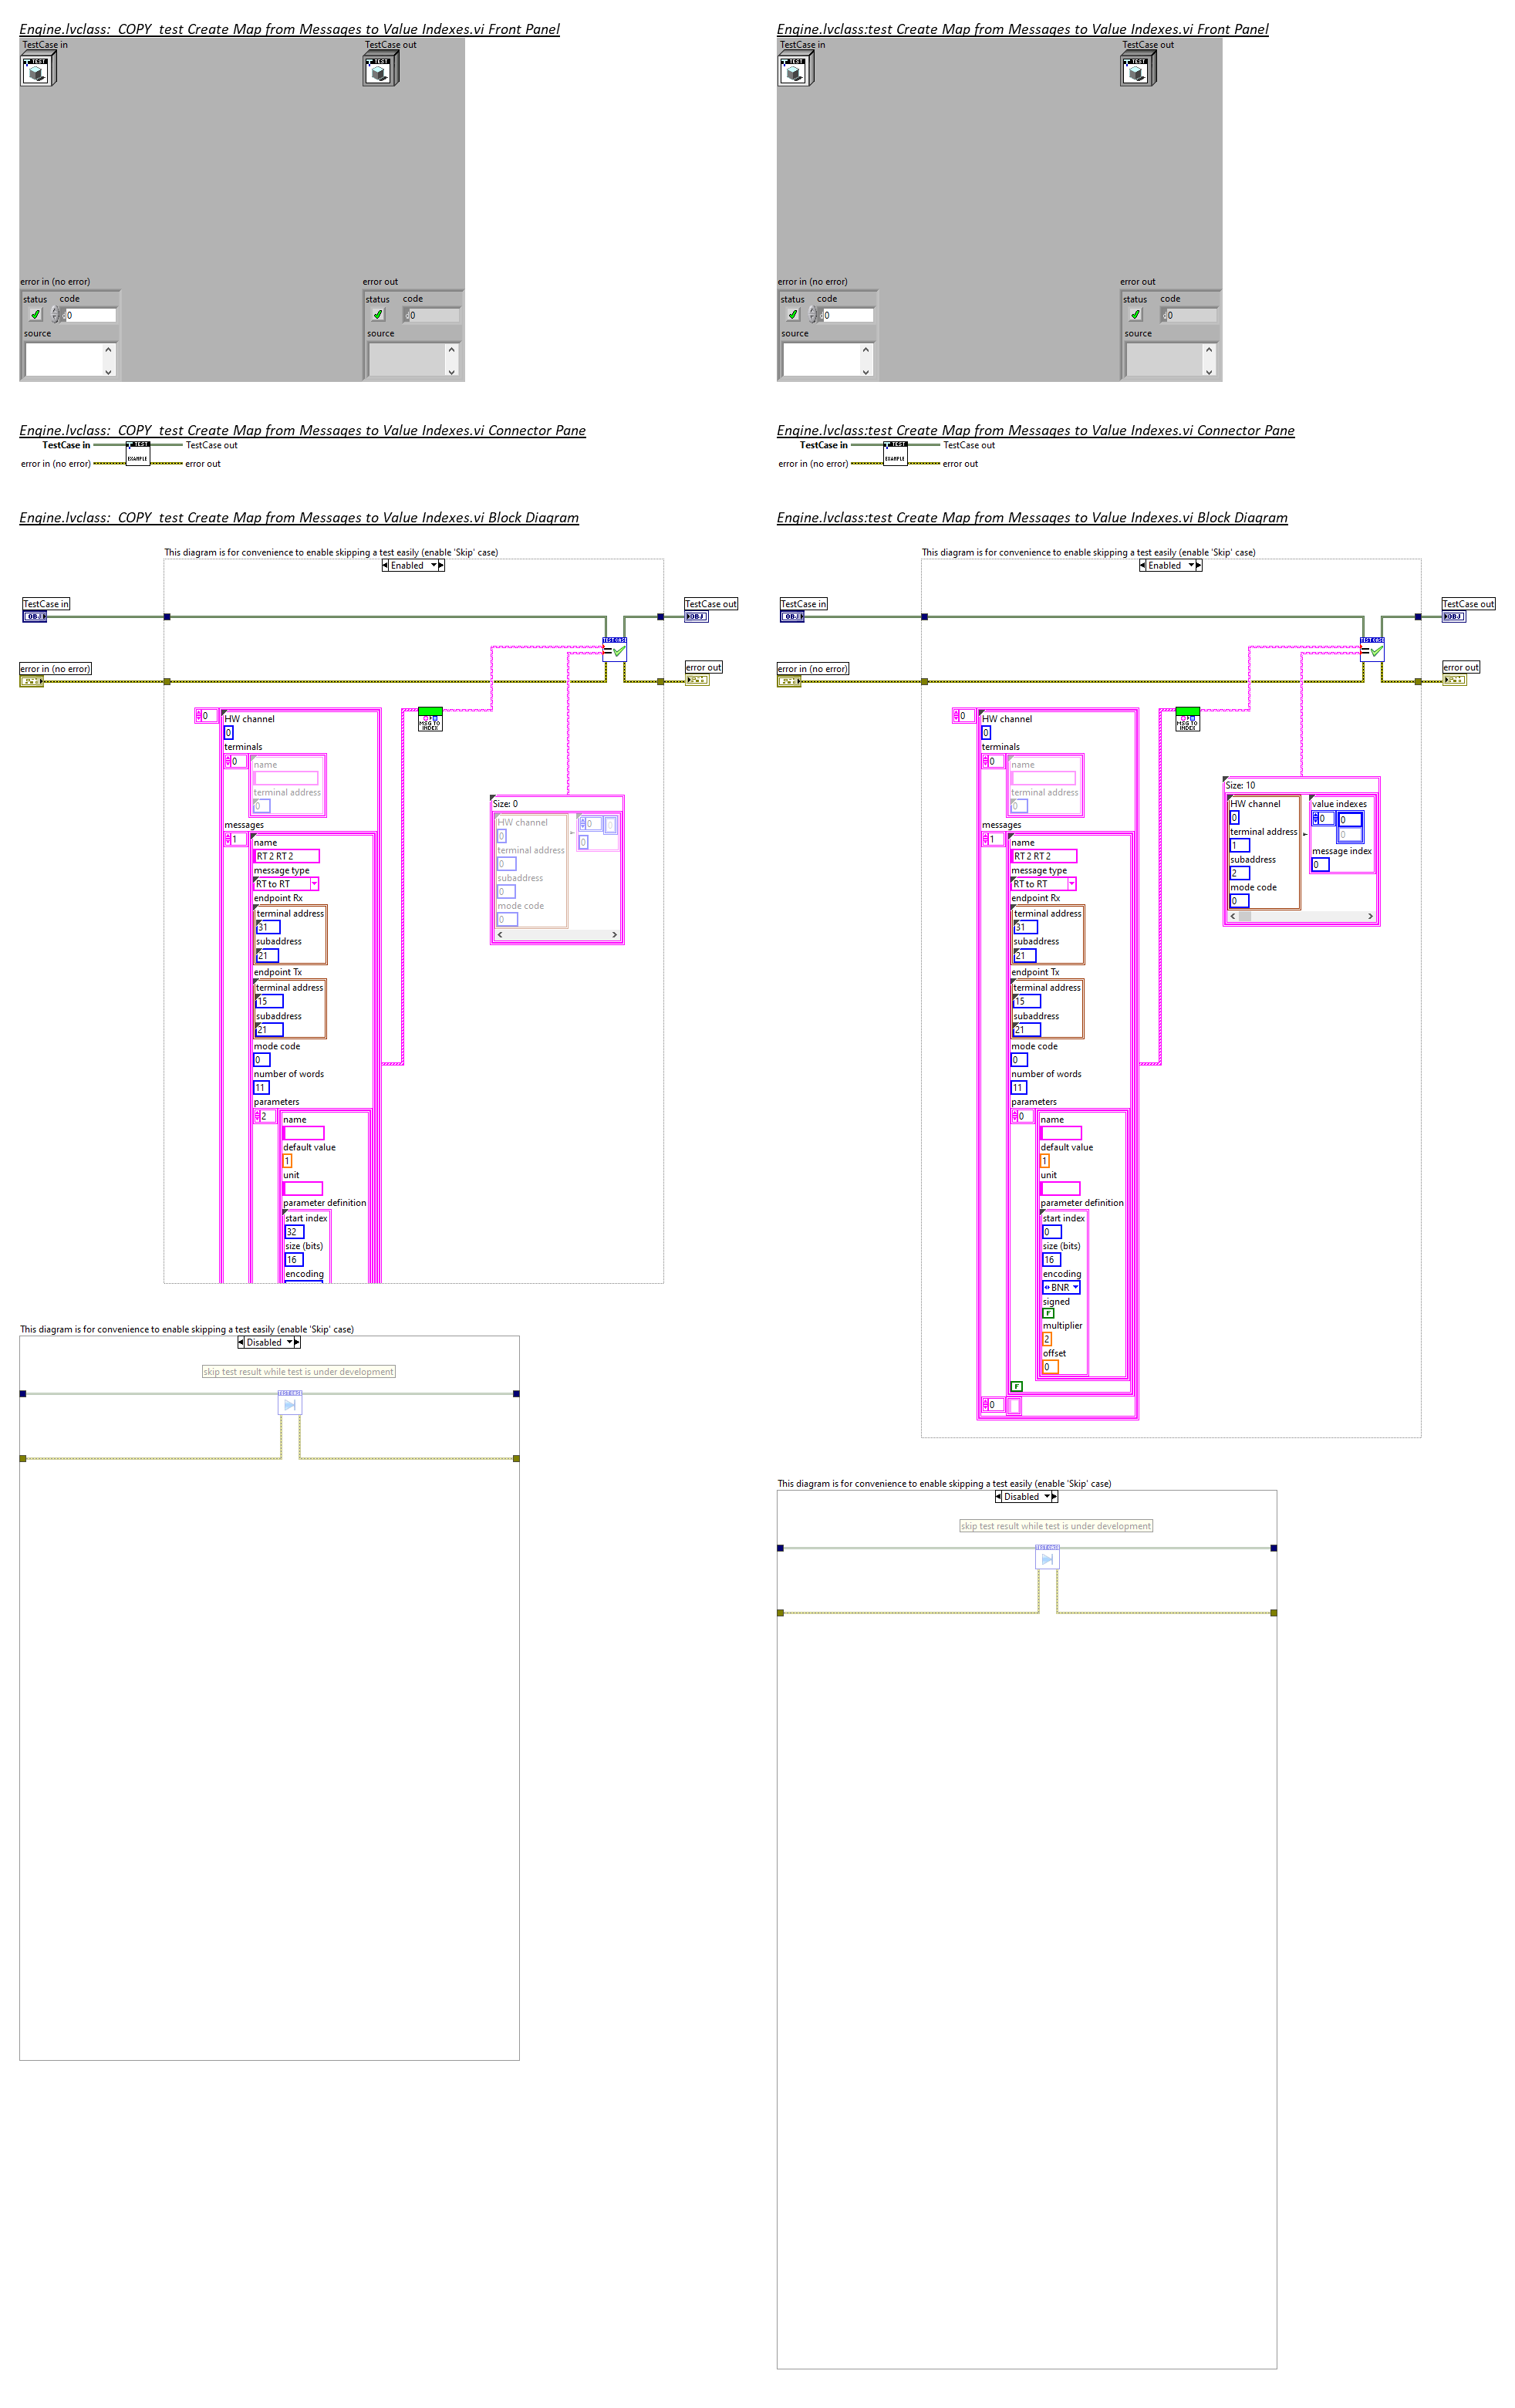 Engine.lvclass:_COPY_test Create Map from Messages to Value Indexes.vi Front Panel
TestCase in
TestCase out
TEST
TEST
error in (no error)
error out
status
code
0
source
status
code
0
source
Engine.lvclass:_COPY_test Create Map from Messages to Value Indexes.vi Connector Pane
TestCase in
TEST
EXAMPLE
TestCase out
error in (no error)
error out
Engine.lvclass:_COPY_test Create Map from Messages to Value Indexes.vi Block Diagram
This diagram is for convenience to enable skipping a test easily (enable 'Skip' case)
Enabled
TestCase in
OBJ
TestCase out
OBJ
error in (no error)
error out
MSG TO
INDEX
0
HW channel
0
terminals
0
name
terminal address
0
messages
1
name
RT 2 RT 2
message type
RT to RT
endpoint Rx
terminal address
31
subaddress
21
endpoint Tx
terminal address
15
subaddress
21
mode code
0
number of words
11
parameters
2
name
default value
1
unit
parameter definition
start index
32
size (bits)
16
encoding
Size: 0
HW channel
0
terminal address
0
subaddress
0
mode code
0
0
0
0
This diagram is for convenience to enable skipping a test easily (enable 'Skip' case)
Disabled
skip test result while test is under development
Engine.lvclass:test Create Map from Messages to Value Indexes.vi Front Panel
TestCase in
TestCase out
TEST
TEST
error in (no error)
error out
status
code
0
source
status
code
0
source
Engine.lvclass:test Create Map from Messages to Value Indexes.vi Connector Pane
TestCase in
TEST
EXAMPLE
TestCase out
error in (no error)
error out
Engine.lvclass:test Create Map from Messages to Value Indexes.vi Block Diagram
This diagram is for convenience to enable skipping a test easily (enable 'Skip' case)
Enabled
TestCase in
OBJ
TestCase out
OBJ
error in (no error)
error out
MSG TO
INDEX
0
HW channel
0
terminals
0
name
terminal address
0
messages
1
name
RT 2 RT 2
message type
RT to RT
endpoint Rx
terminal address
31
subaddress
21
endpoint Tx
terminal address
15
subaddress
21
mode code
0
number of words
11
parameters
0
name
default value
1
unit
parameter definition
start index
0
size (bits)
16
encoding
BNR
signed
F
multiplier
2
offset
0
F
0
Size: 10
HW channel
0
terminal address
1
subaddress
2
mode code
0
value indexes
0
0
0
message index
0
This diagram is for convenience to enable skipping a test easily (enable 'Skip' case)
Disabled
skip test result while test is under development